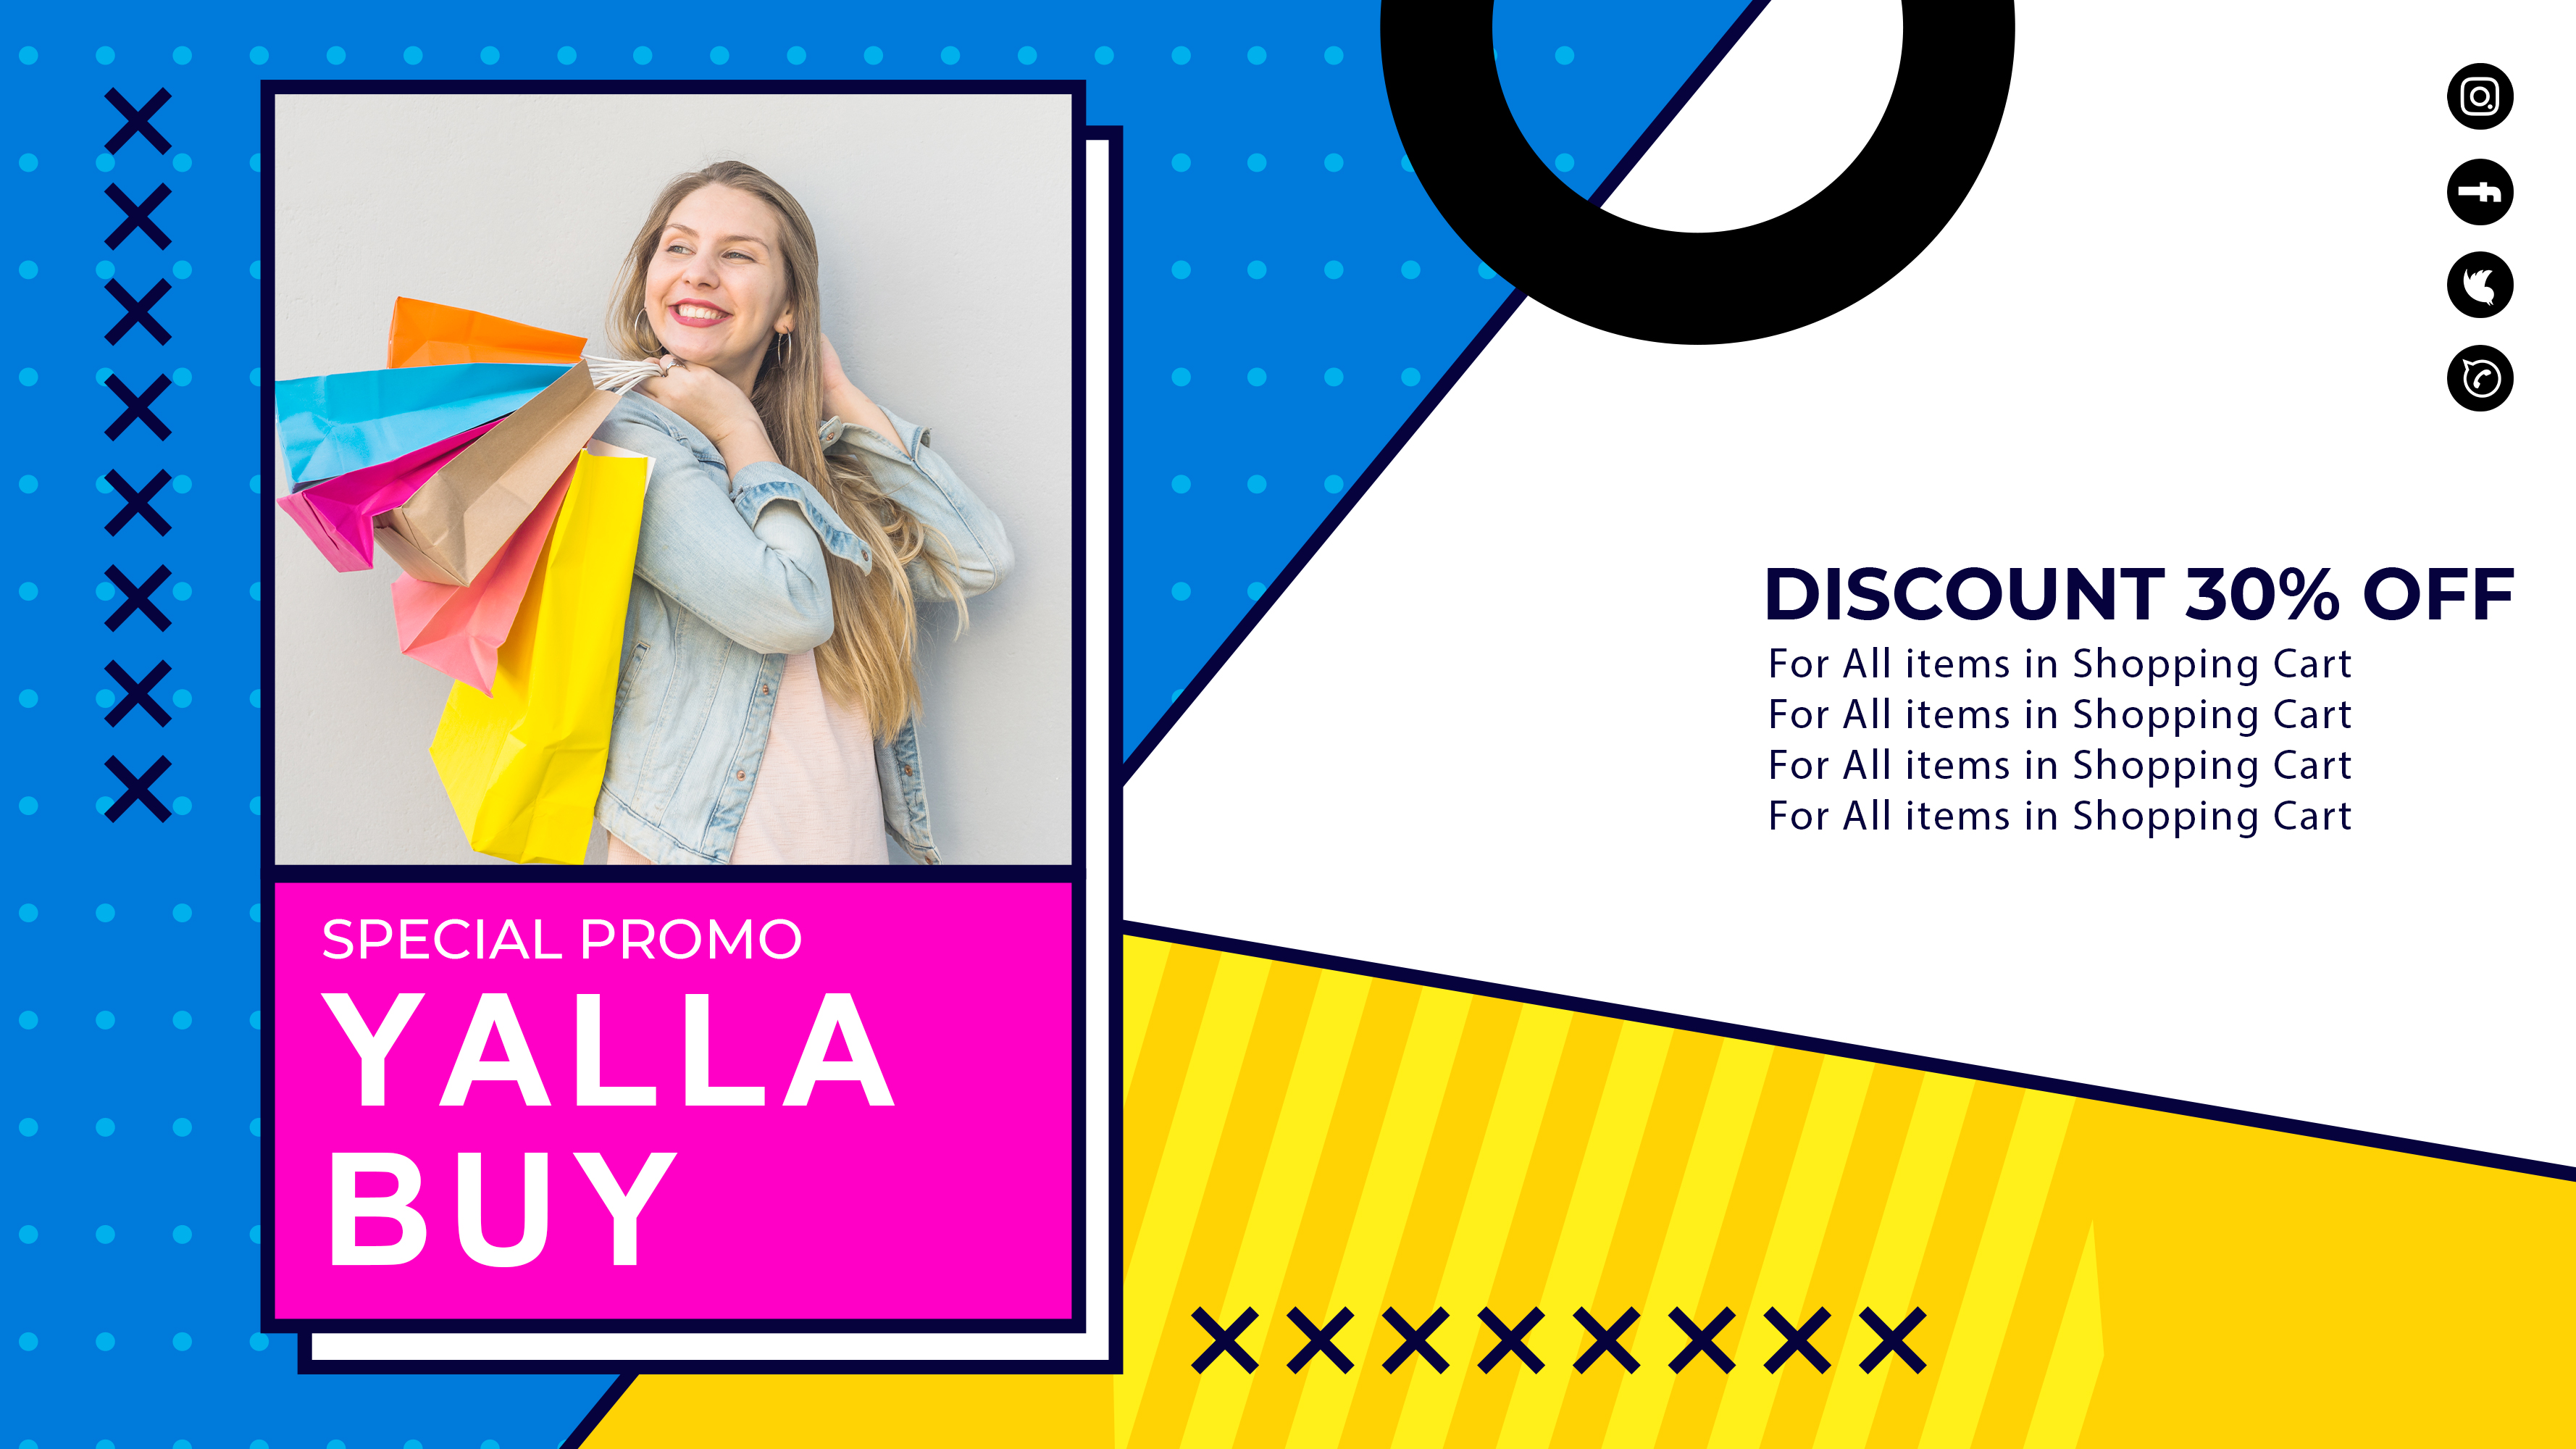 SPECIAL PROMO
YALLA
BUY
DISCOUNT 30% OFF
For All items in Shopping Cart
For All items in Shopping Cart
For All items in Shopping Cart
For All items in Shopping Cart